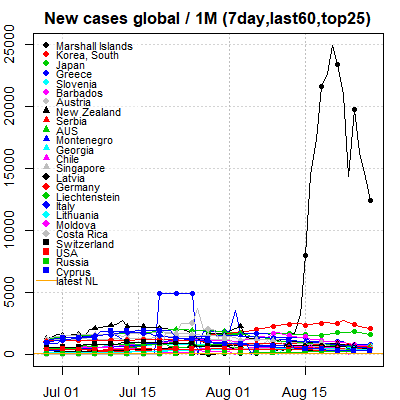 New cases global / 1M (7day,last60,top25)
25000
20000
15000
10000
5000
0
Marshall Islands
Korea, South
Japan
Greece
Slovenia
Barbados
Austria
New Zealand
Serbia
AUS
Montenegro
Georgia
Chile
Singapore
Latvia
Germany
Liechtenstein
Italy
Lithuania
Moldova
Costa Rica
Switzerland
USA
Russia
Cyprus
latest NL
Jul 01 Jul 15 Aug 01 Aug 15